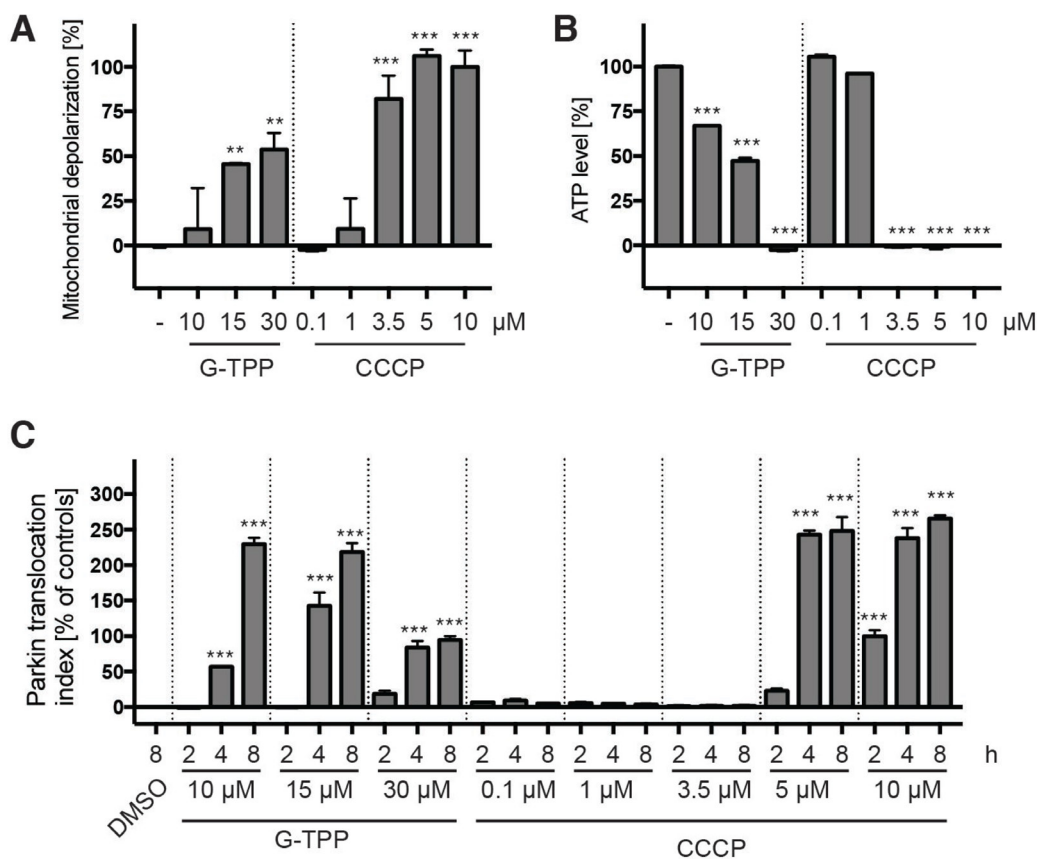 A
Mitochondrial depolarization [%]
100
75
50
25
0
** ** *** *** ***
- 10 15 30 0.1 1 3.5 5 10 µM
G-TPP CCCP
B
ATP level [%]
100
75
50
25
0
*** *** *** *** *** ***
- 10 15 30 0.1 1 3.5 5 10 µM
G-TPP CCCP
C
Parkin translocation
index [% of controls]
300
250
200
150
100
50
0
*** *** *** *** *** *** *** *** *** *** ***
8 2 4 8 2 4 8 2 4 8 2 4 8 2 4 8 2 4 8 2 4 8 2 4 8 h
DMSO 10 µM 15 µM 30 µM 0.1 µM 1 µM 3.5 µM 5 µM 10 µM
G-TPP CCCP